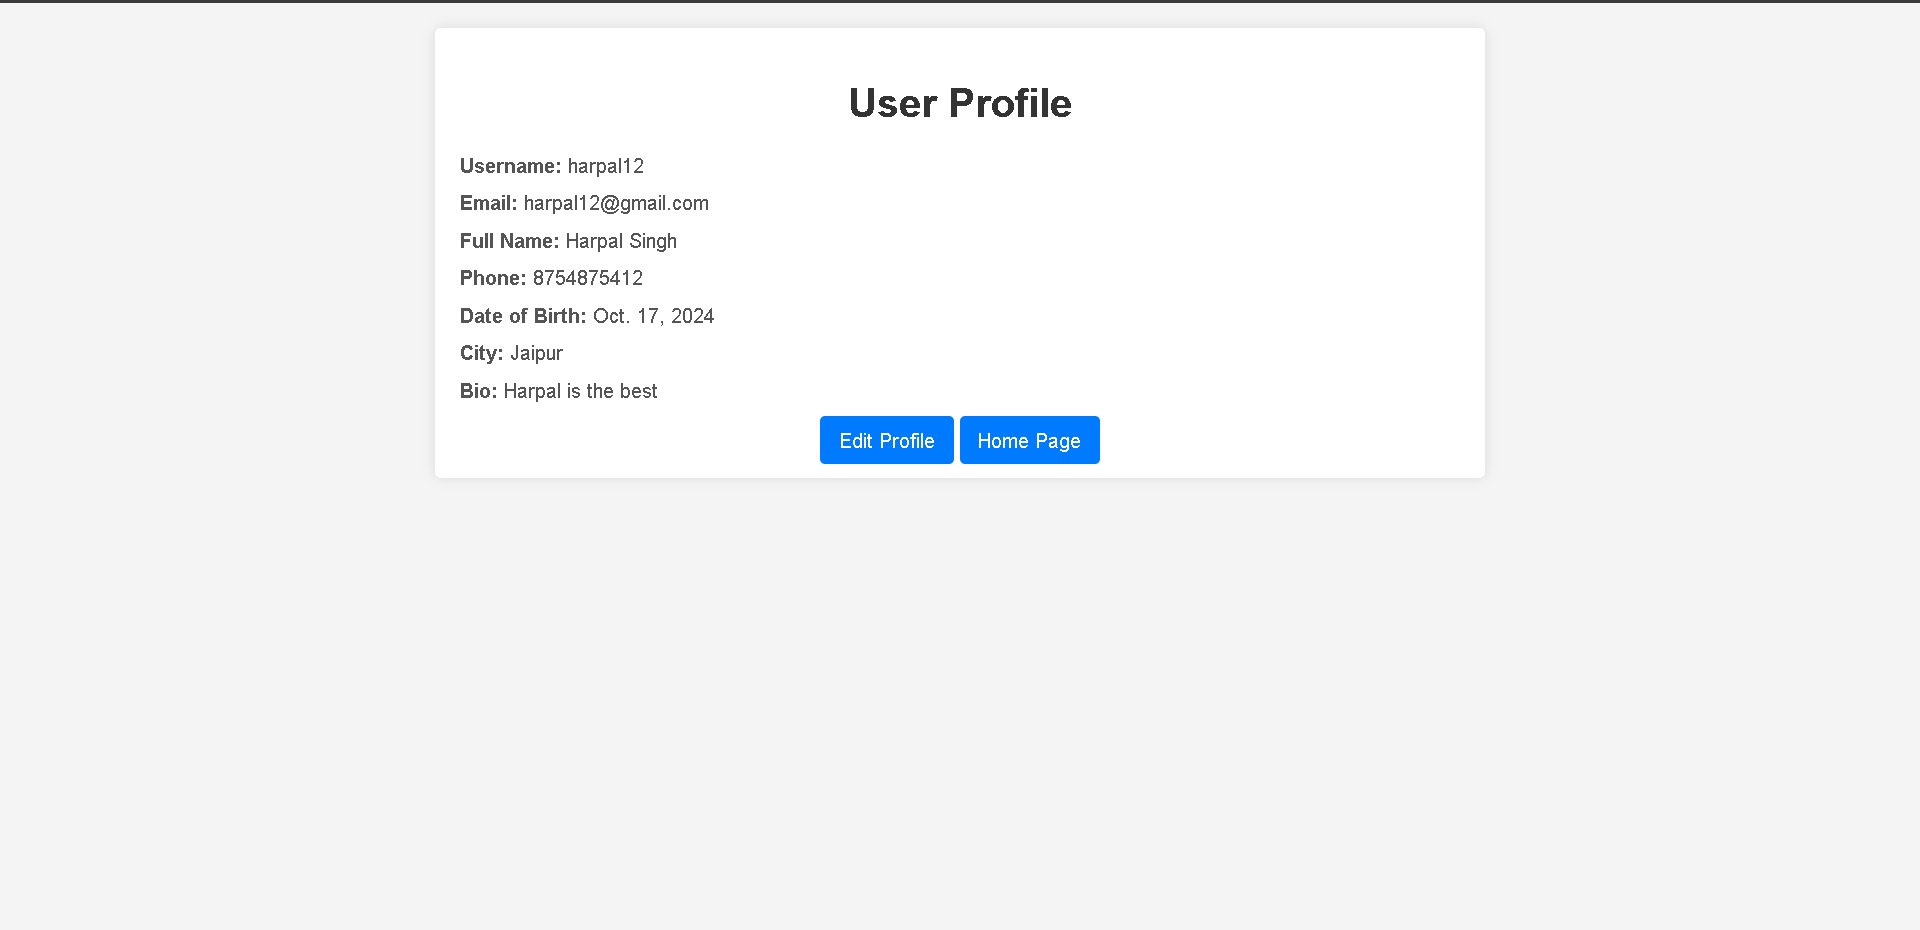 User Profile
Username: harpal12
Email: harpal12@gmail.com
Full Name: Harpal Singh
Phone: 8754875412
Date of Birth: Oct. 17, 2024
City: Jaipur
Bio: Harpal is the best
Edit Profile Home Page